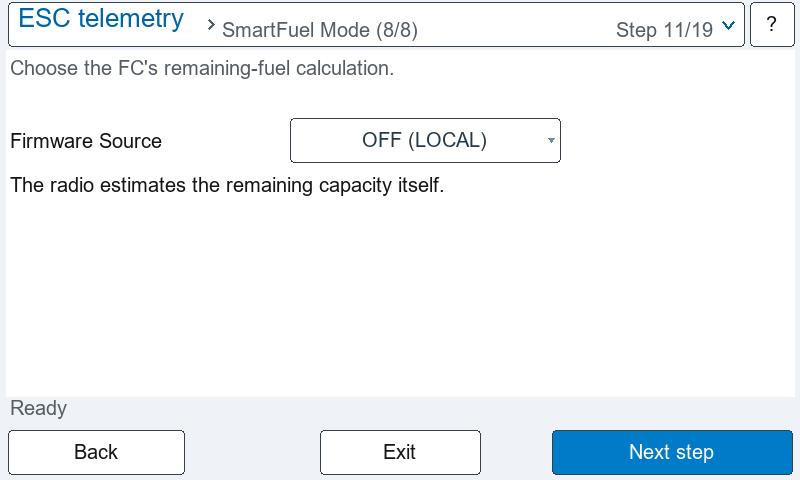 ESC telemetry > SmartFuel Mode (8/8) Step 11/19 ?
Choose the FC's remaining-fuel calculation.
Firmware Source OFF (LOCAL)
The radio estimates the remaining capacity itself.
Ready
Back Exit Next step